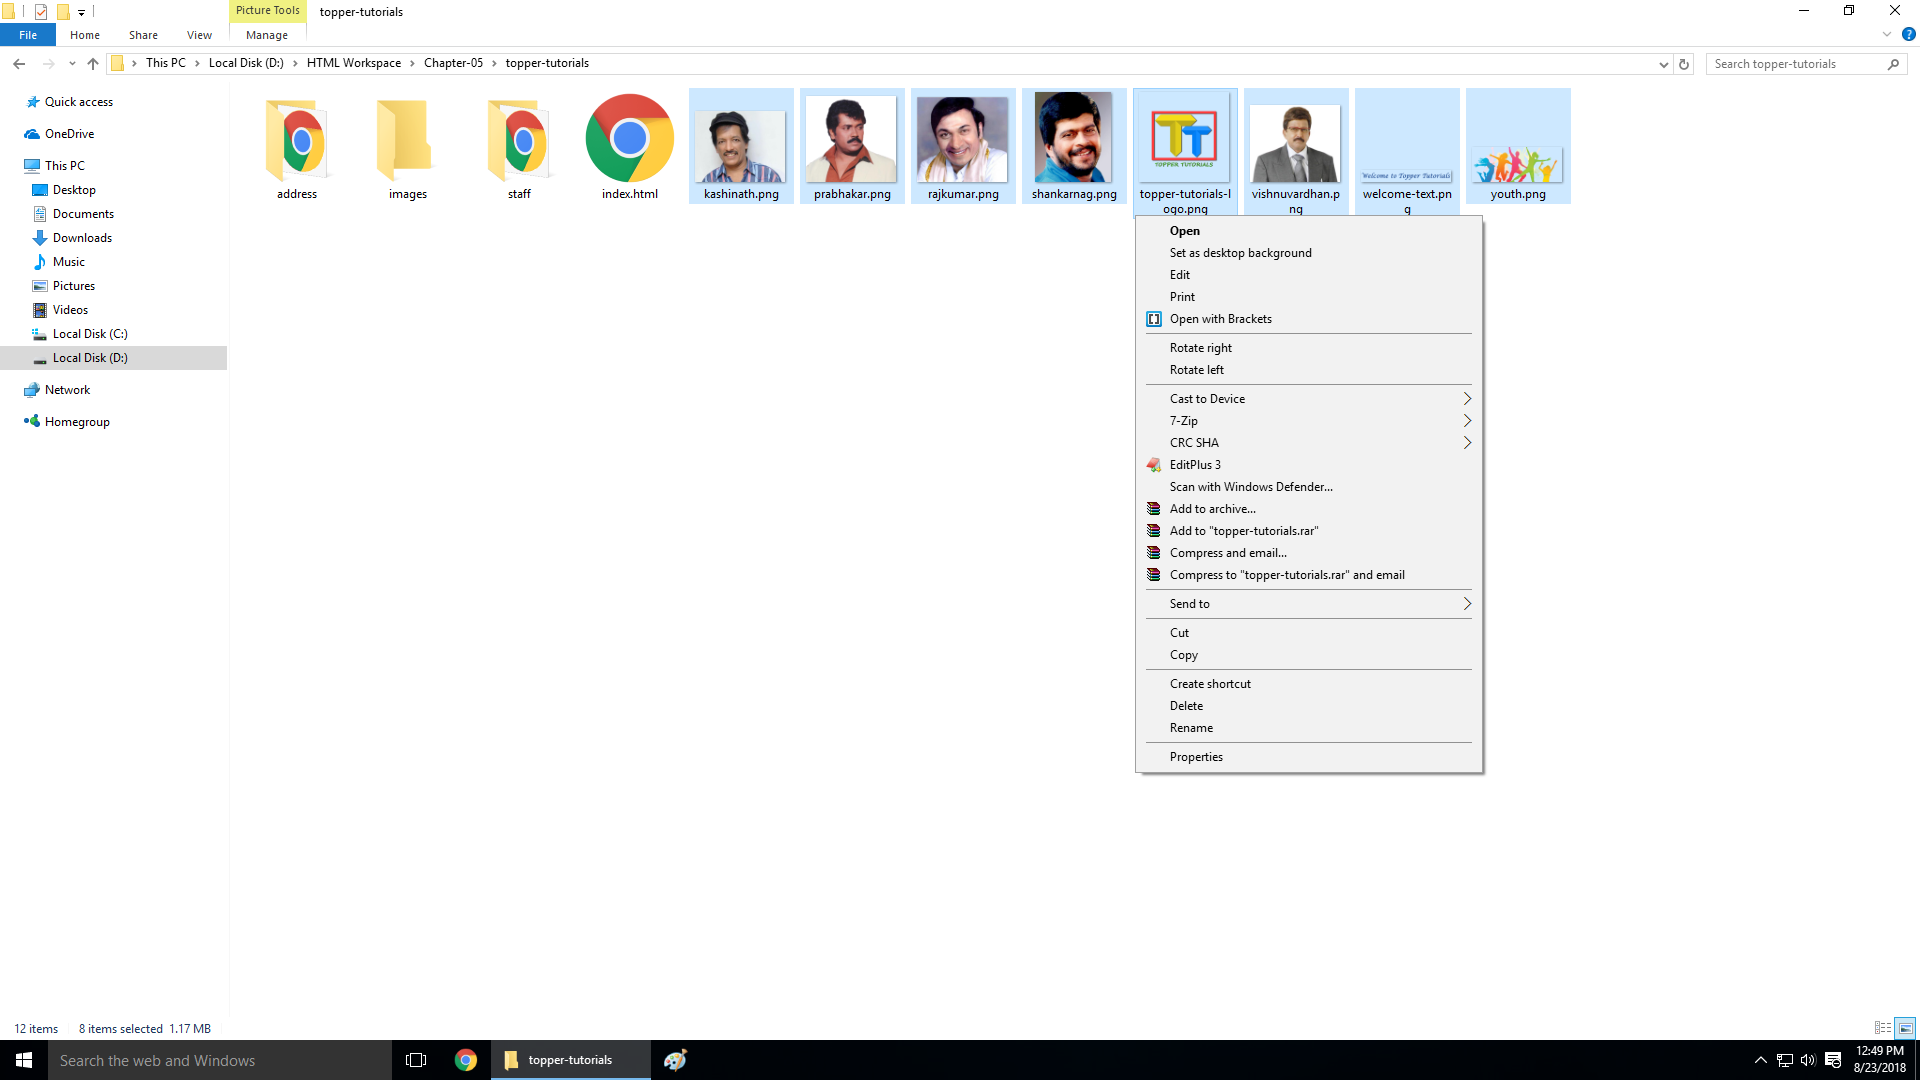 Picture Tools
topper-tutorials
File
Home
Share
View
Manage
This PC
Local Disk (D:)
HTML Workspace
Chapter-05
topper-tutorials
Search topper-tutorials
Quick access
OneDrive
This PC
Desktop
Documents
Downloads
Music
Pictures
Videos
Local Disk (C:)
Local Disk (D:)
Network
Homegroup
address
images
staff
index.html
kashinath.png
prabhakar.png
rajkumar.png
shankarnag.png
TT
TOPPER TUTORIALS
topper-tutorials-l
ogo.png
vishnuvardhan.p
ng
Welcome to Topper Tutorials
welcome-text.pn
g
youth.png
Open
Set as desktop background
Edit
Print
Open with Brackets
Rotate right
Rotate left
Cast to Device
7-Zip
CRC SHA
EditPlus 3
Scan with Windows Defender...
Add to archive...
Add to "topper-tutorials.rar"
Compress and email...
Compress to "topper-tutorials.rar" and email
Send to
Cut
Copy
Create shortcut
Delete
Rename
Properties
12 items
8 items selected 1.17 MB
Search the web and Windows
topper-tutorials
12:49 PM
8/23/2018